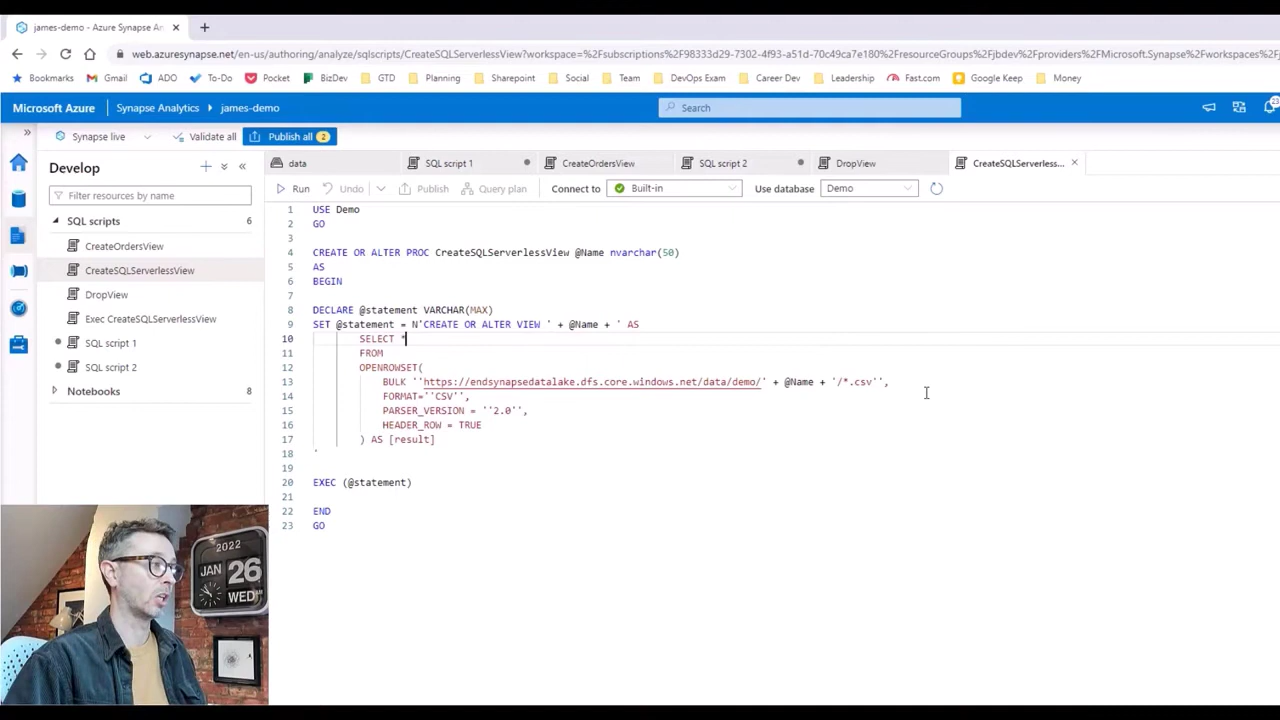 james-demo - Azure Synapse An
web.azuresynapse.net/en-us/authoring/analyze/sqlscripts/CreateSQLServerlessView?workspace=%2Fsubscriptions%2F98333d29-7302-4f93-a51d-70c49ca7e180%2FresourceGroups%2Fjbdev%2Fproviders%2FMicrosoft.Synapse%2Fworkspaces%2F
Bookmarks Gmail ADO To-Do Pocket BizDev GTD Planning Sharepoint Social Team DevOps Exam Career Dev Leadership Fast.com Google Keep Money
Microsoft Azure Synapse Analytics james-demo Search
Synapse live Validate all Publish all 2
Develop
Filter resources by name
SQL scripts 6
CreateOrdersView
CreateSQLServerlessView
DropView
Exec CreateSQLServerlessView
SQL script 1
SQL script 2
Notebooks 8
data SQL script 1 CreateOrdersView SQL script 2 DropView CreateSQLServerless...
Run Undo Publish Query plan Connect to Built-in Use database Demo
1 USE Demo
2 GO
3
4 CREATE OR ALTER PROC CreateSQLServerlessView @Name nvarchar(50)
5 AS
6 BEGIN
7
8 DECLARE @statement VARCHAR(MAX)
9 SET @statement = N'CREATE OR ALTER VIEW ' + @Name + ' AS
10 SELECT *
11 FROM
12 OPENROWSET(
13 BULK ''https://endsynapsedatalake.dfs.core.windows.net/data/demo/' + @Name + '/*.csv'',
14 FORMAT=''CSV'',
15 PARSER_VERSION = ''2.0'',
16 HEADER_ROW = TRUE
17 ) AS [result]
18 '
19
20 EXEC (@statement)
21
22 END
23 GO
2022
JAN 26
WED